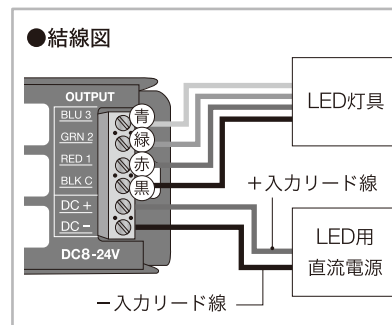 ●結線図
OUTPUT
BLU 3
GRN 2
RED 1
BLK C
DC +
DC −
DC8-24V
青
緑
赤
黒
LED灯具
＋入力リード線
LED用
直流電源
−入力リード線